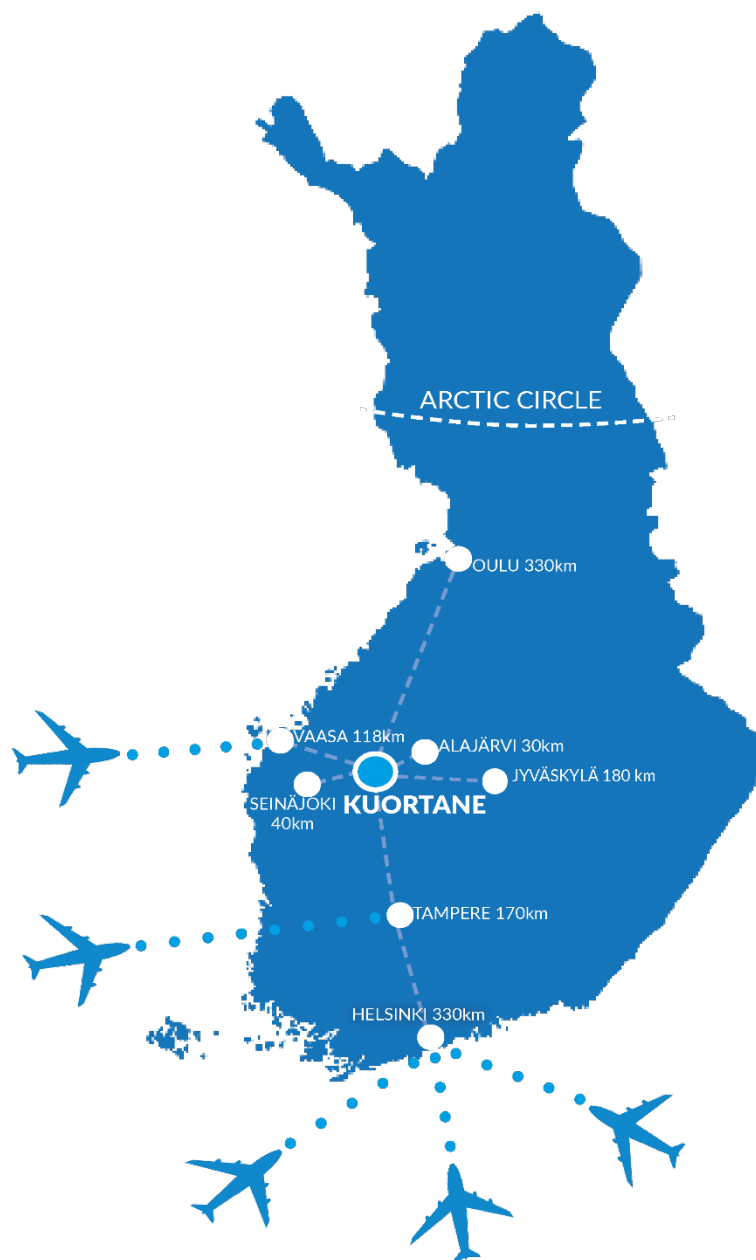 ARCTIC CIRCLE
OULU 330km
VAASA 118km
ALAJÄRVI 30km
JYVÄSKYLÄ 180 km
SEINÄJOKI
40km
KUORTANE
TAMPERE 170km
HELSINKI 330km